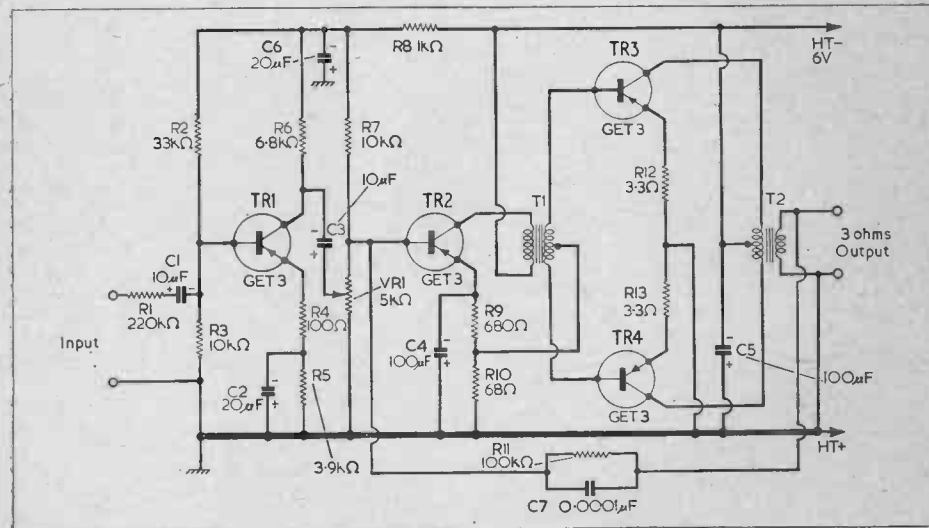 C6
20μF
R8 1kΩ
TR3
HT-
6V
GET 3
R2
33kΩ
R6
6·8kΩ
R7
10kΩ
10μF
C3
TR1
GET 3
TR2
GET 3
T1
R12
3·3Ω
T2
3 ohms
Output
C1
10μF
R1
220kΩ
Input
R3
10kΩ
R4
100Ω
VR1
5kΩ
R9
680Ω
C4
100μF
R10
68Ω
R13
3·3Ω
TR4
GET 3
C5
100μF
C2
20μF
R5
3.9kΩ
HT+
R11
100kΩ
C7 0·0001μF